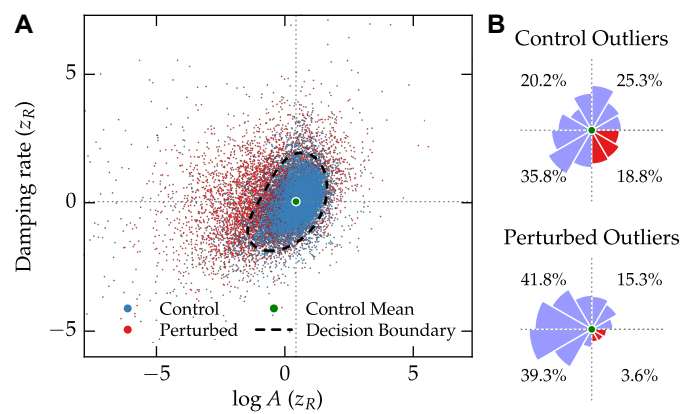 A
5
0
−5
Damping rate (z_R)
−5
0
5
log A (z_R)
Control
Perturbed
Control Mean
Decision Boundary
B
Control Outliers
20.2%
25.3%
35.8%
18.8%
Perturbed Outliers
41.8%
15.3%
39.3%
3.6%